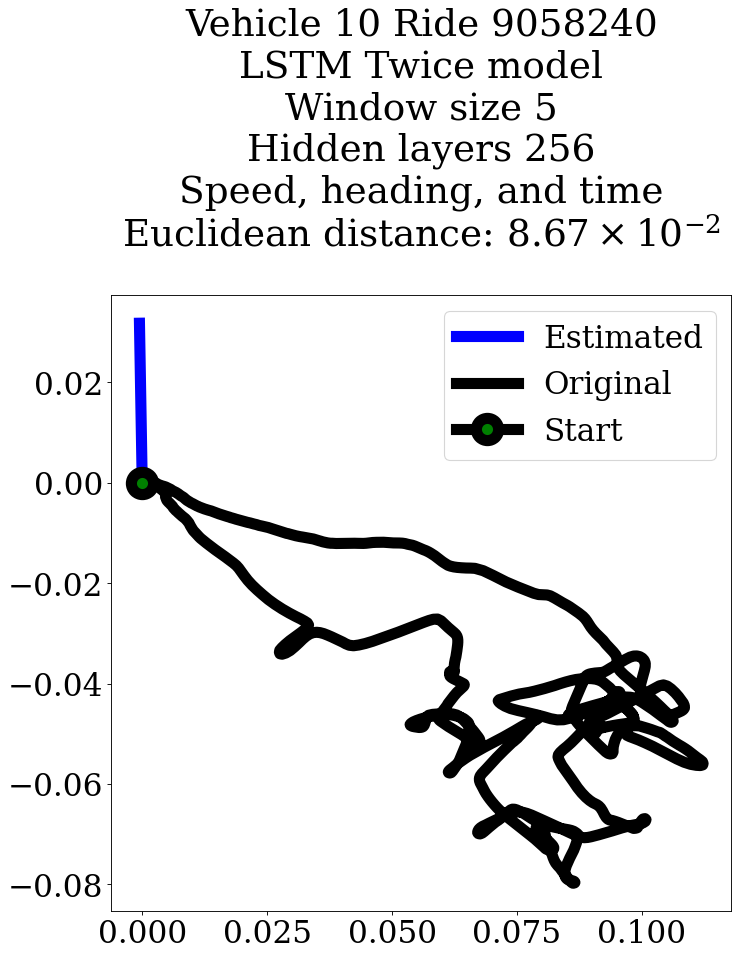 Vehicle 10 Ride 9058240
LSTM Twice model
Window size 5
Hidden layers 256
Speed, heading, and time
Euclidean distance: 8.67 × 10⁻²
Estimated
Original
Start
0.02
0.00
−0.02
−0.04
−0.06
−0.08
0.000 0.025 0.050 0.075 0.100